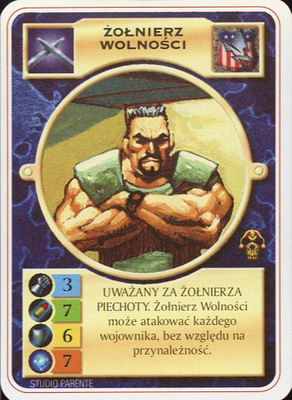 ŻOŁNIERZ
WOLNOŚCI
3
7
6
7
UWAŻANY ZA ŻOŁNIERZA
PIECHOTY. Żołnierz Wolności
może atakować każdego
wojownika, bez względu na
przynależność.
STUDIO PARENTE